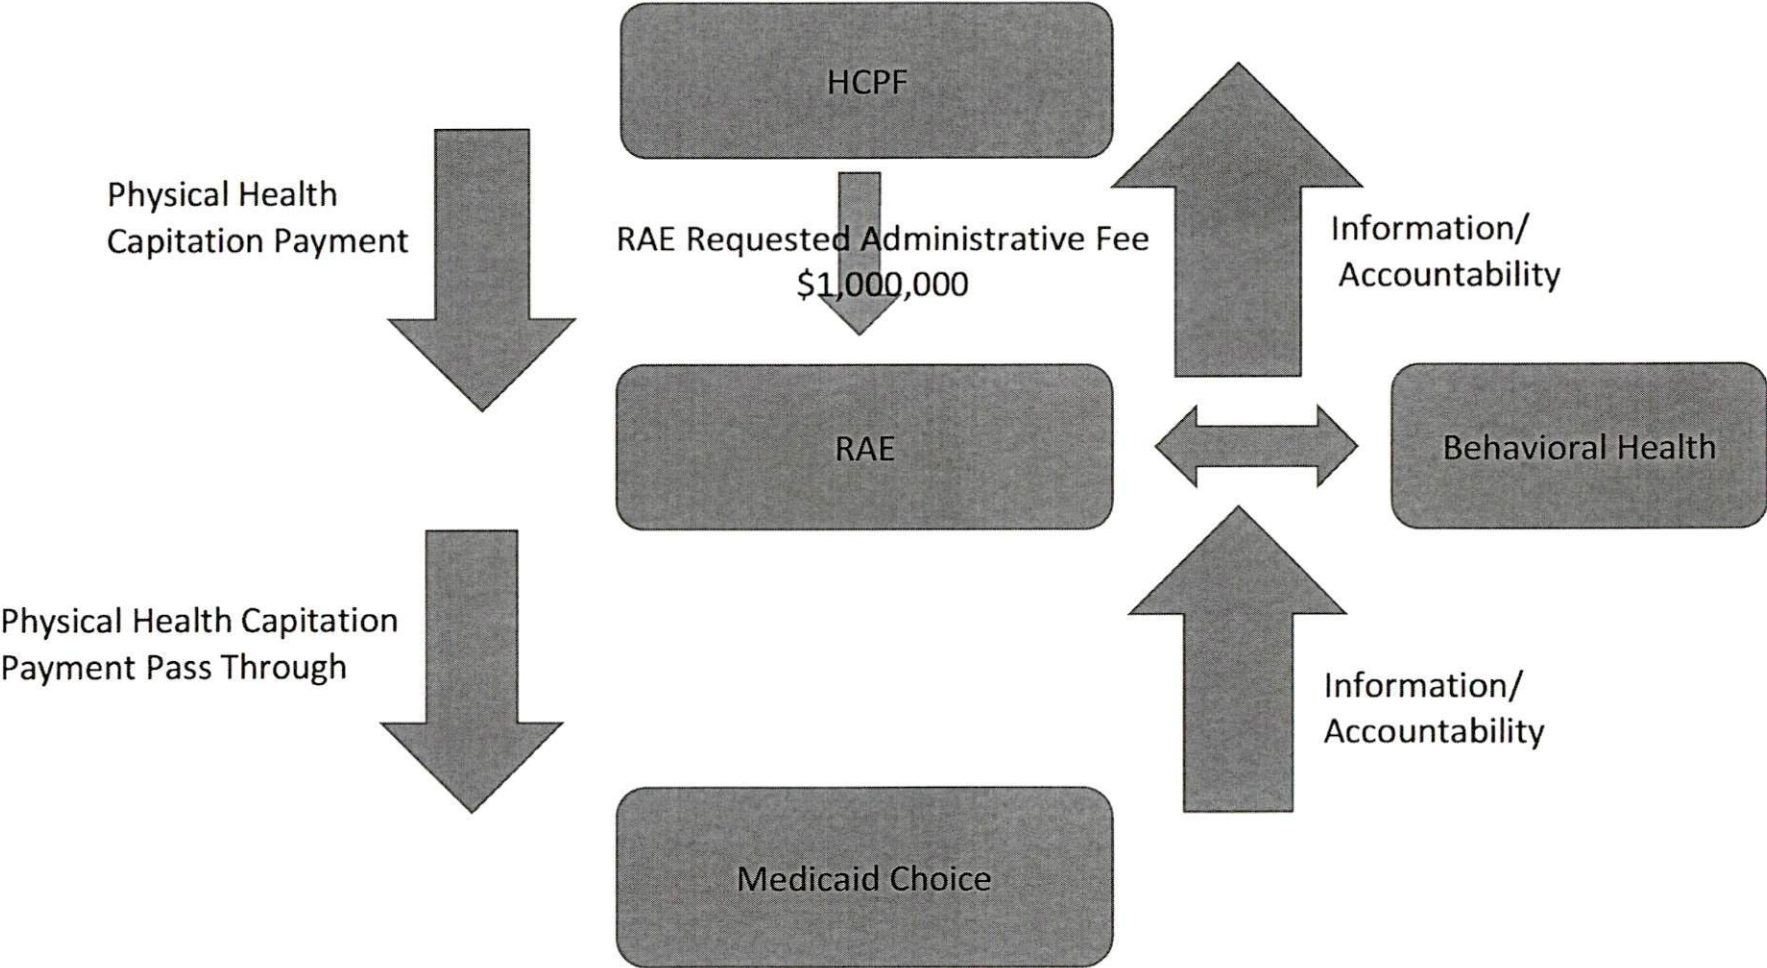 HCPF
Physical Health
Capitation Payment
RAE Requested Administrative Fee
$1,000,000
Information/
Accountability
RAE
Behavioral Health
Physical Health Capitation
Payment Pass Through
Information/
Accountability
Medicaid Choice